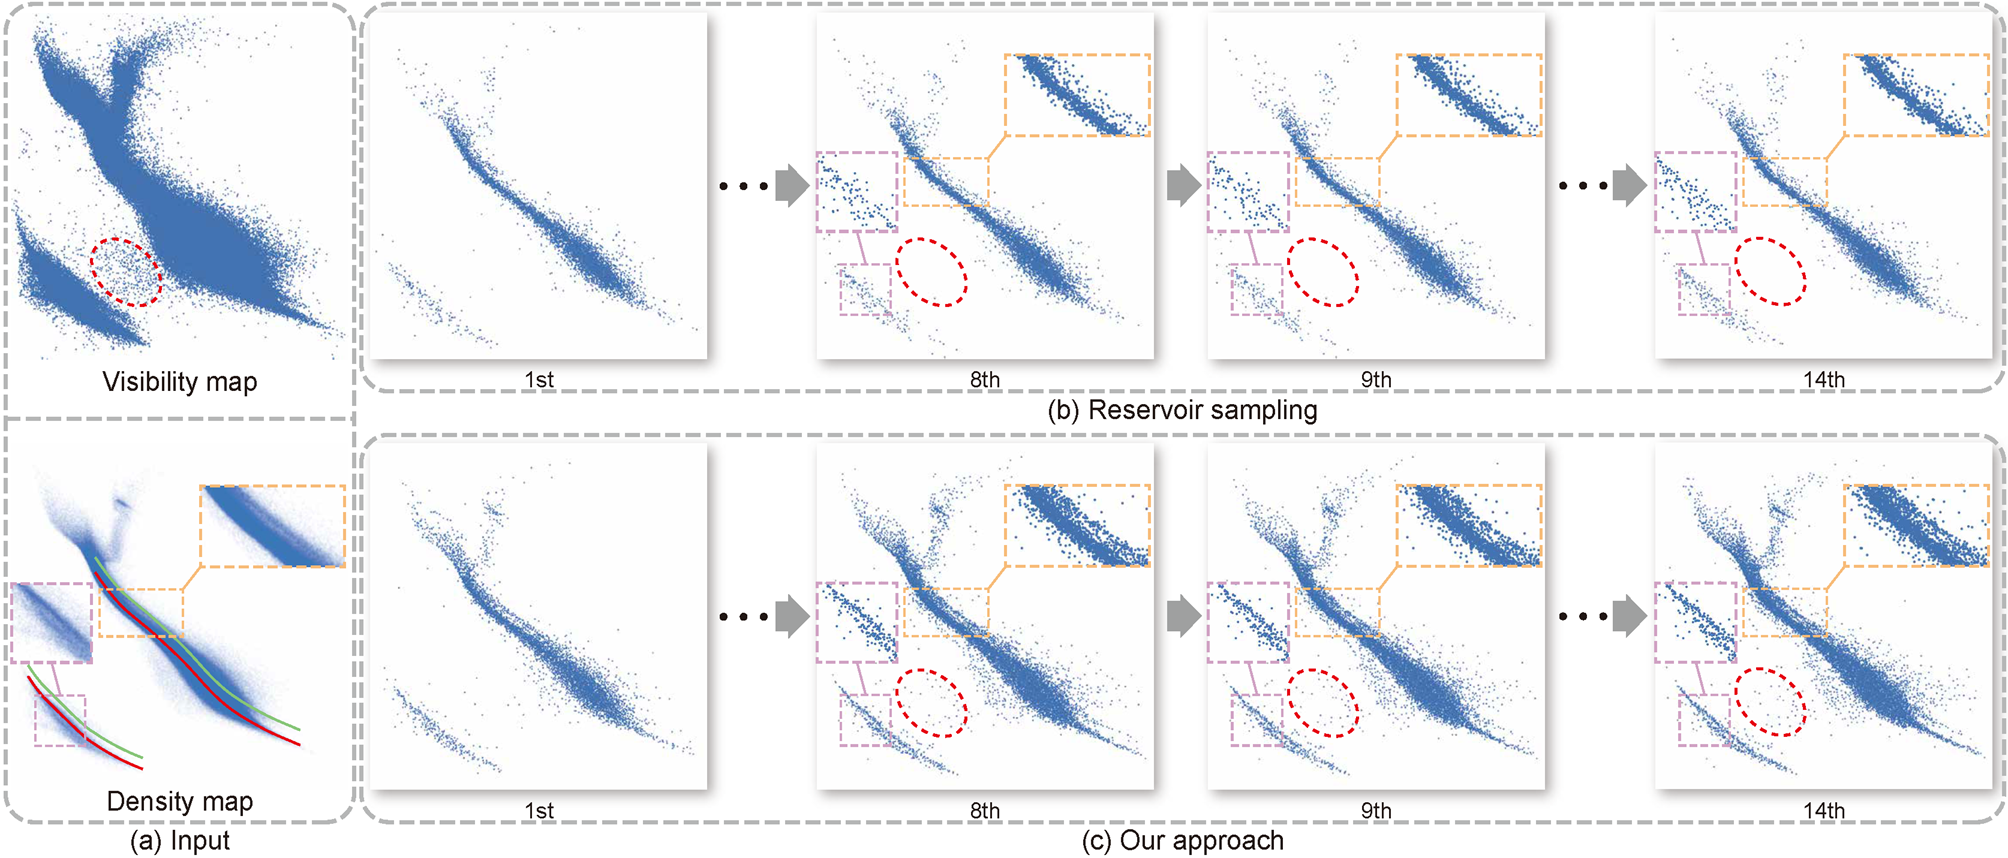 Visibility map
1st
8th
9th
14th
(b) Reservoir sampling
Density map
1st
8th
9th
14th
(a) Input
(c) Our approach